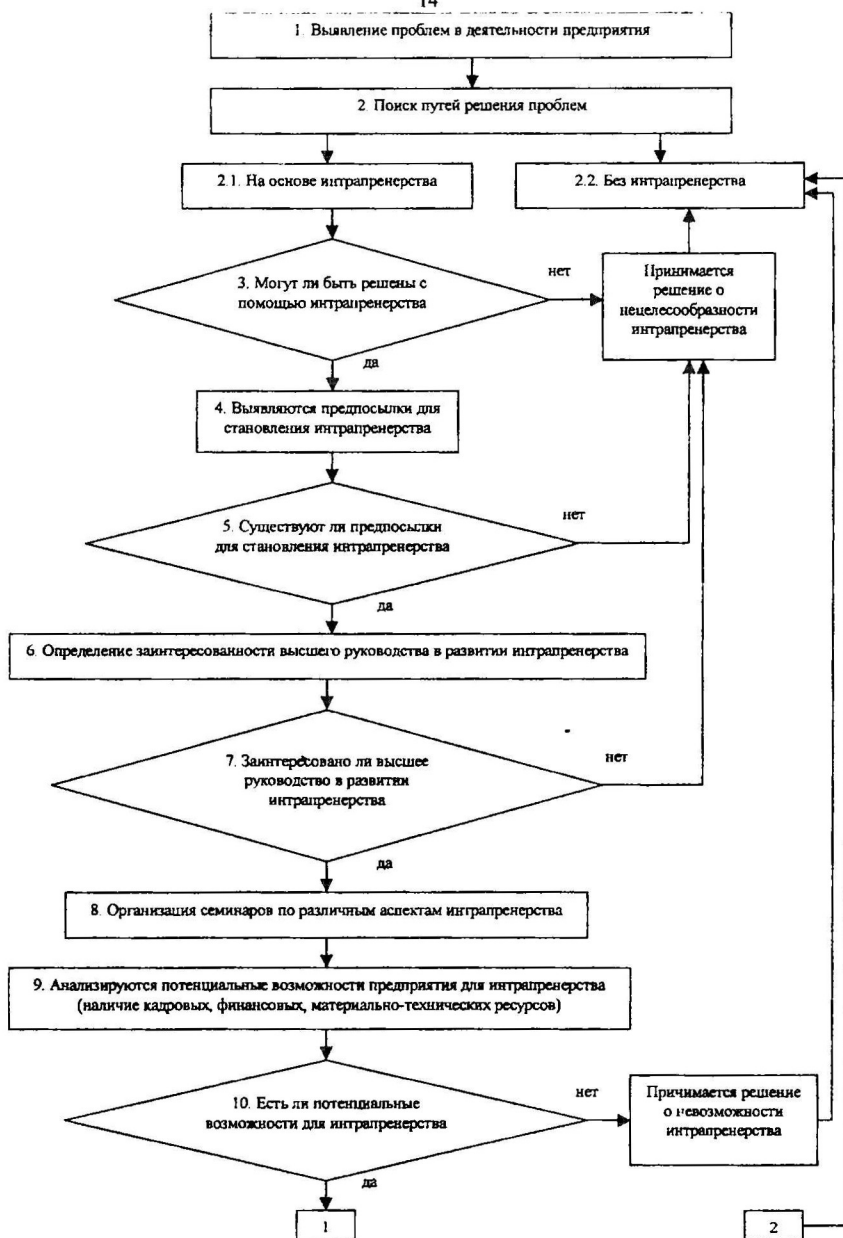 14
1. Выявление проблем в деятельности предприятия
2. Поиск путей решения проблем
2.1. На основе интрапренерства
2.2. Без интрапренерства
3. Могут ли быть решены с
помощью интрапренерства
нет
Принимается
решение о
нецелесообразности
интрапренерства
да
4. Выявляются предпосылки для
становления интрапренерства
5. Существуют ли предпосылки
для становления интрапренерства
нет
да
6. Определение заинтересованности высшего руководства в развитии интрапренерства
7. Заинтересовано ли высшее
руководство в развитии
интрапренерства
нет
да
8. Организация семинаров по различным аспектам интрапренерства
9. Анализируются потенциальные возможности предприятия для интрапренерства
(наличие кадровых, финансовых, материально-технических ресурсов)
10. Есть ли потенциальные
возможности для интрапренерства
нет
Причимается решение
о невозможности
интрапренерства
да
1
2